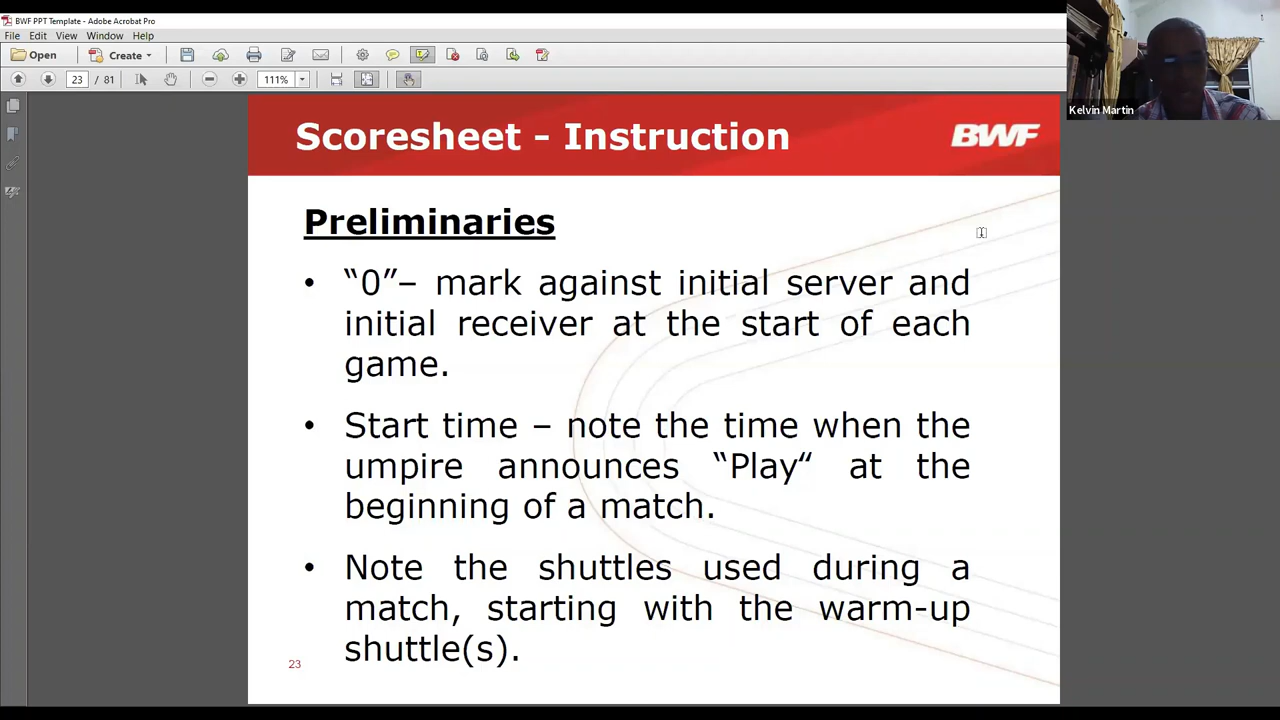 BWF PPT Template - Adobe Acrobat Pro
File Edit View Window Help
Open Create
23 / 81 111%
Kelvin Martin
Scoresheet - Instruction BWF
Preliminaries
• “0”– mark against initial server and
initial receiver at the start of each
game.
• Start time – note the time when the
umpire announces “Play“ at the
beginning of a match.
• Note the shuttles used during a
match, starting with the warm-up
shuttle(s).
23